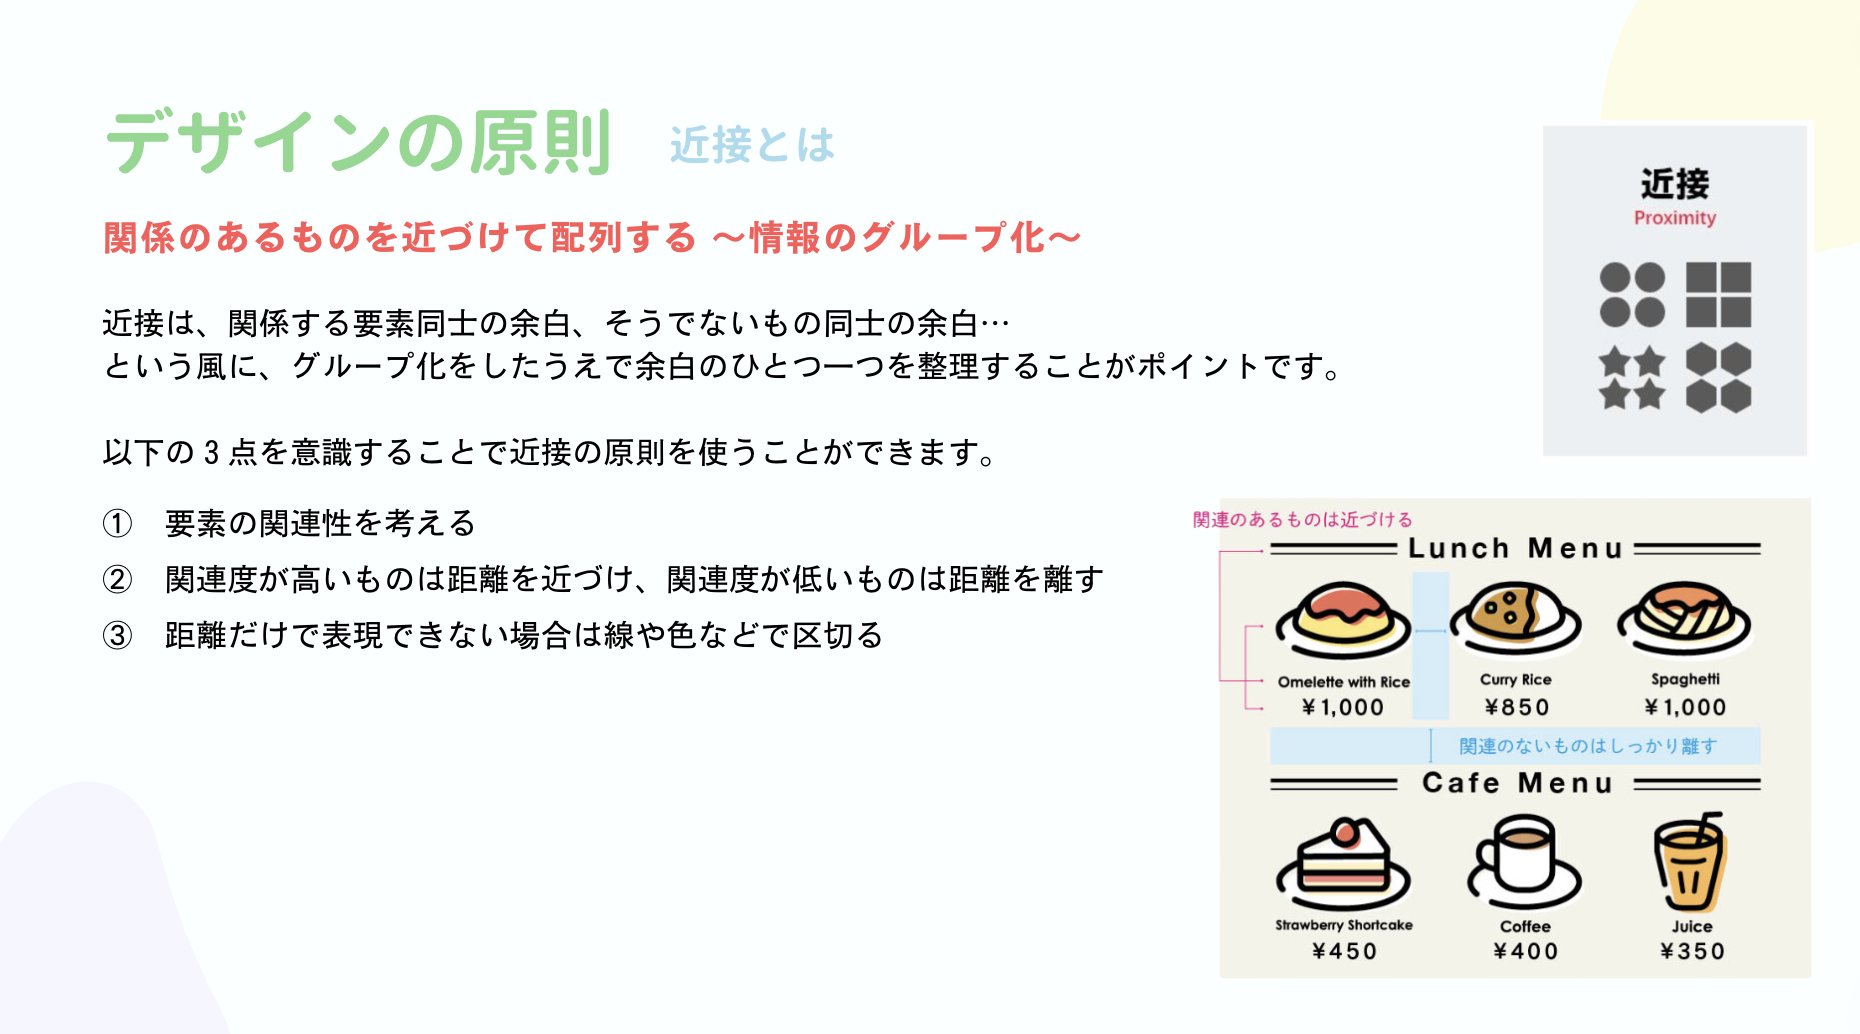 デザインの原則　近接とは
関係のあるものを近づけて配列する ～情報のグループ化～
近接は、関係する要素同士の余白、そうでないもの同士の余白…
という風に、グループ化をしたうえで余白のひとつ一つを整理することがポイントです。
以下の３点を意識することで近接の原則を使うことができます。
①　要素の関連性を考える
②　関連度が高いものは距離を近づけ、関連度が低いものは距離を離す
③　距離だけで表現できない場合は線や色などで区切る
近接
Proximity
関連のあるものは近づける
Lunch Menu
Omelette with Rice　Curry Rice　Spaghetti
¥1,000　¥850　¥1,000
関連のないものはしっかり離す
Cafe Menu
Strawberry Shortcake　Coffee　Juice
¥450　¥400　¥350